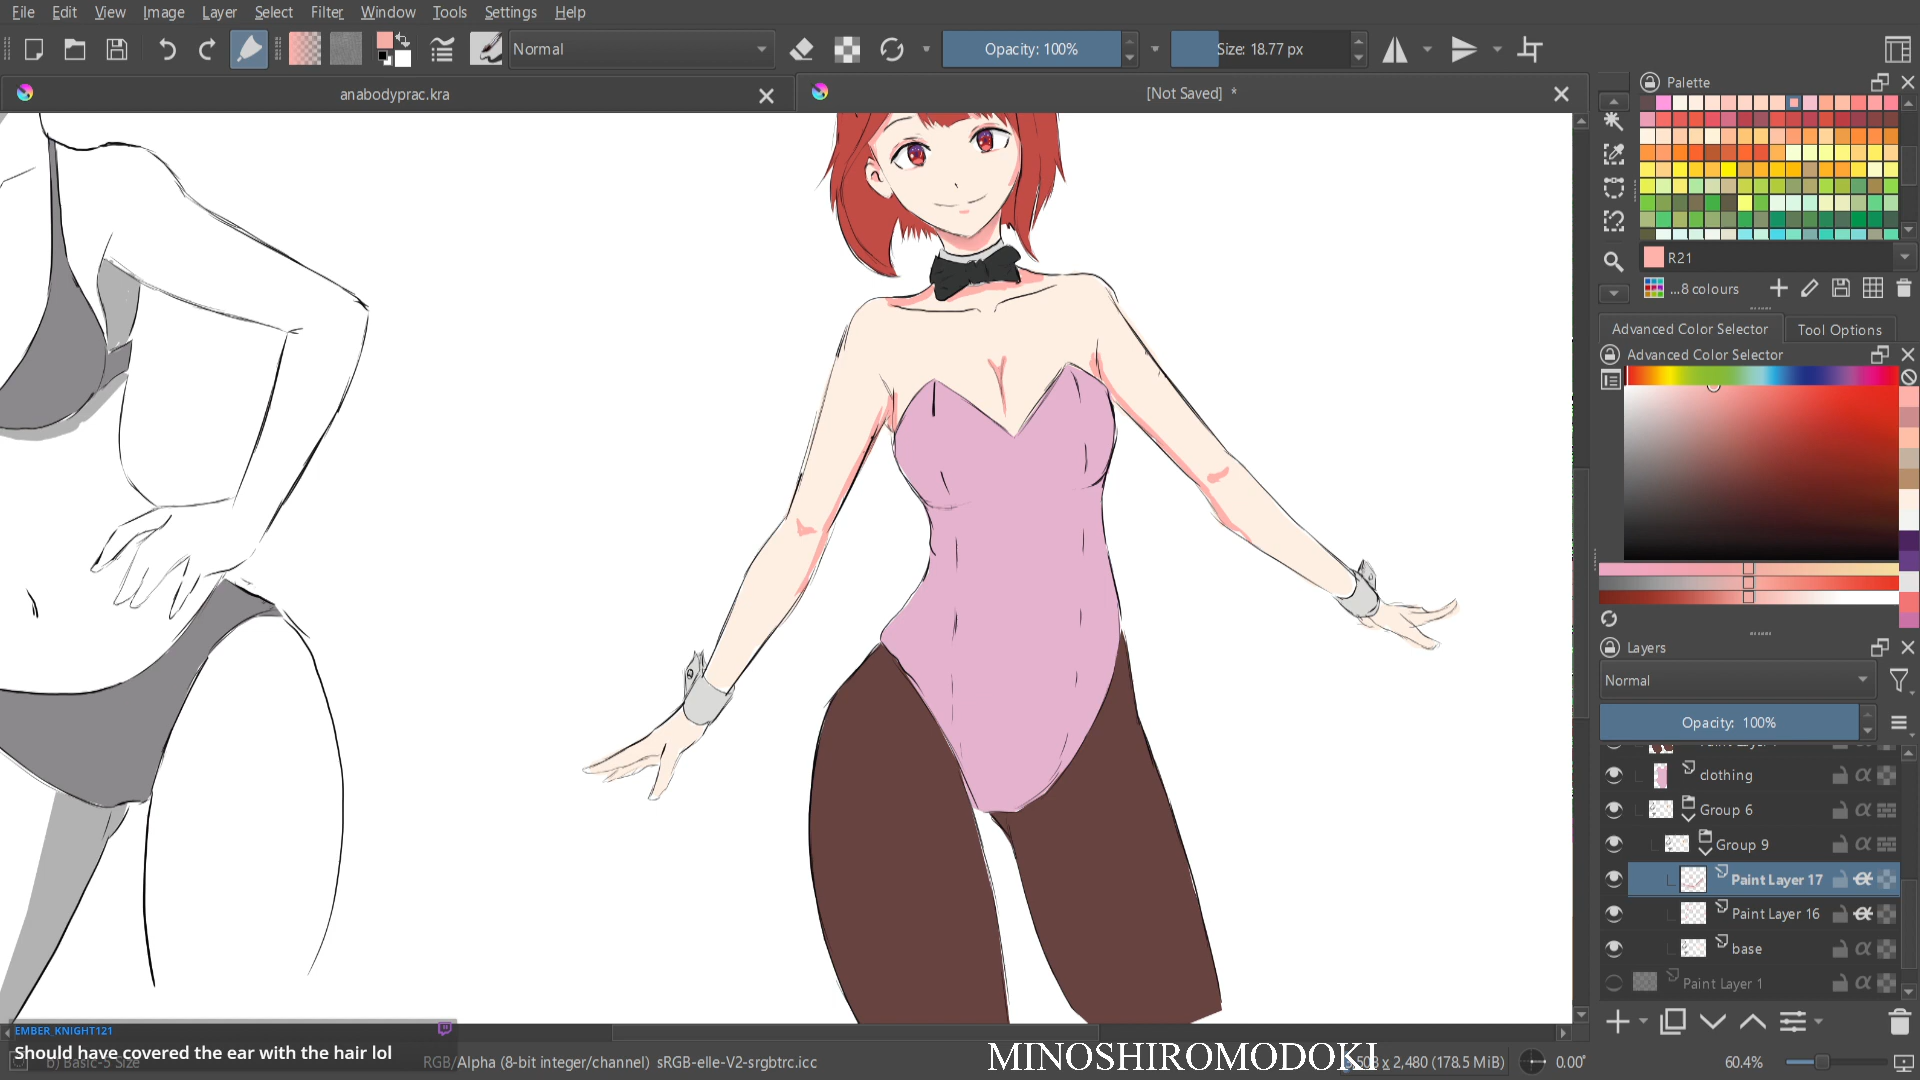 File Edit View Image Layer Select Filter Window Tools Settings Help
Normal Opacity: 100% Size: 18.77 px
anabodyprac.kra [Not Saved] *
Palette
R21
...8 colours
Advanced Color Selector Tool Options
Advanced Color Selector
Layers
Normal
Opacity: 100%
clothing
Group 6
Group 9
Paint Layer 17
Paint Layer 16
base
Paint Layer 1
EMBER_KNIGHT121
Should have covered the ear with the hair lol
b) Basic-5 Size RGB/Alpha (8-bit integer/channel) sRGB-elle-V2-srgbtrc.icc
MINOSHIROMODOKI
x 2,480 (178.5 MiB) 0.00° 60.4%